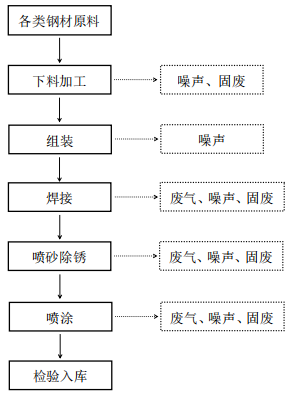 各类钢材原料
下料加工
噪声、固废
组装
噪声
焊接
废气、噪声、固废
喷砂除锈
废气、噪声、固废
喷涂
废气、噪声、固废
检验入库